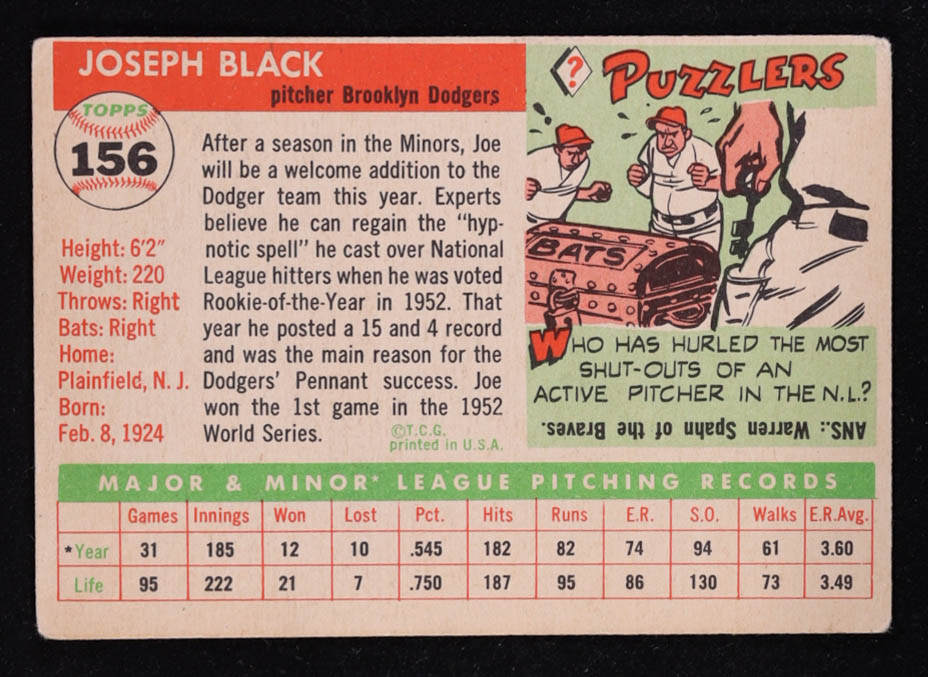 JOSEPH BLACK
pitcher Brooklyn Dodgers
TOPPS
156
Height: 6'2"
Weight: 220
Throws: Right
Bats: Right
Home:
Plainfield, N. J.
Born:
Feb. 8, 1924
After a season in the Minors, Joe
will be a welcome addition to the
Dodger team this year. Experts
believe he can regain the "hyp-
notic spell" he cast over National
League hitters when he was voted
Rookie-of-the-Year in 1952. That
year he posted a 15 and 4 record
and was the main reason for the
Dodgers' Pennant success. Joe
won the 1st game in the 1952
World Series.
©T.C.G.
printed in U.S.A.
? PUZZLERS
BATS
WHO HAS HURLED THE MOST
SHUT-OUTS OF AN
ACTIVE PITCHER IN THE N.L.?
ANS.: Warren Spahn of the Braves.
MAJOR & MINOR* LEAGUE PITCHING RECORDS
Games Innings Won Lost Pct. Hits Runs E.R. S.O. Walks E.R.Avg.
*Year 31 185 12 10 .545 182 82 74 94 61 3.60
Life 95 222 21 7 .750 187 95 86 130 73 3.49